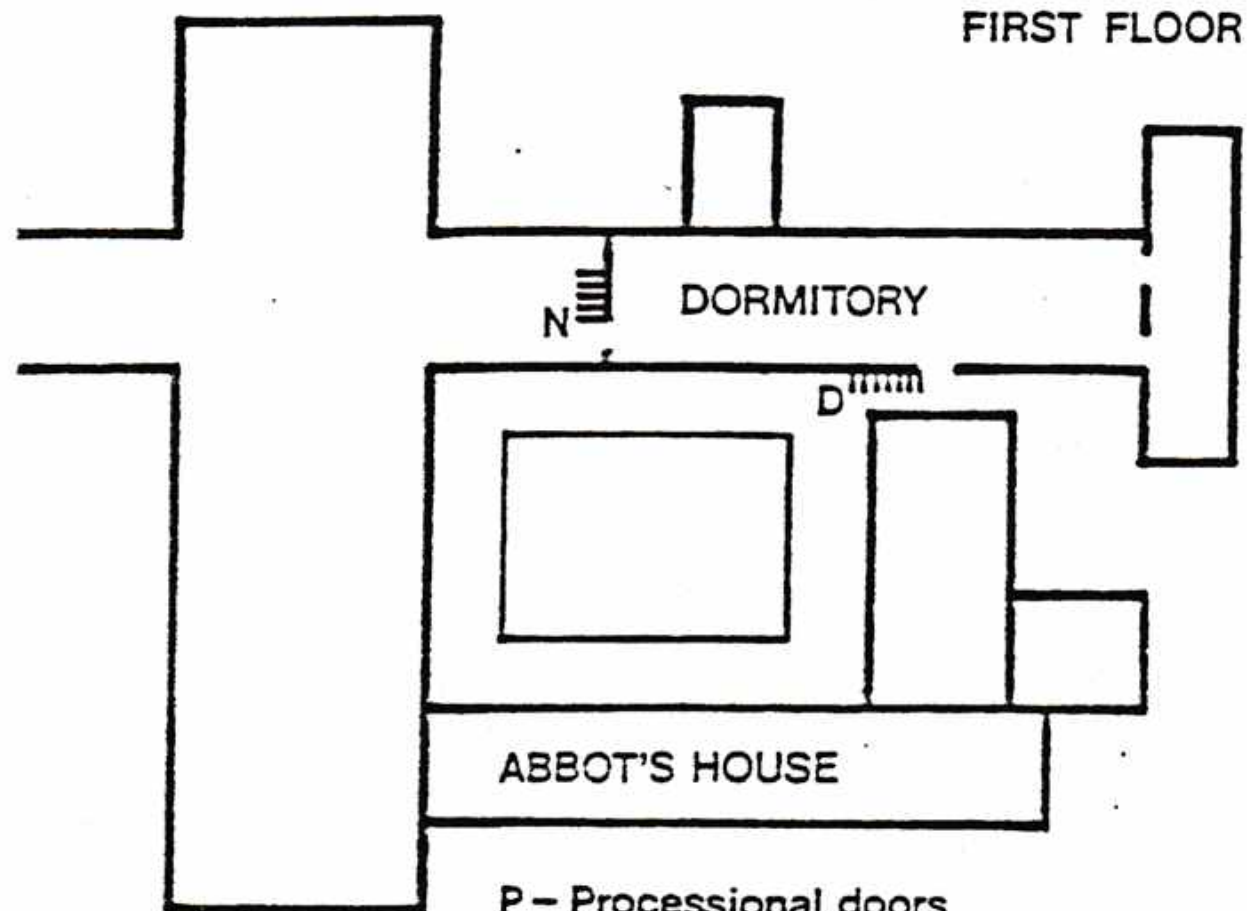 FIRST FLOOR
DORMITORY
N
D
ABBOT'S HOUSE
P – Processional doors